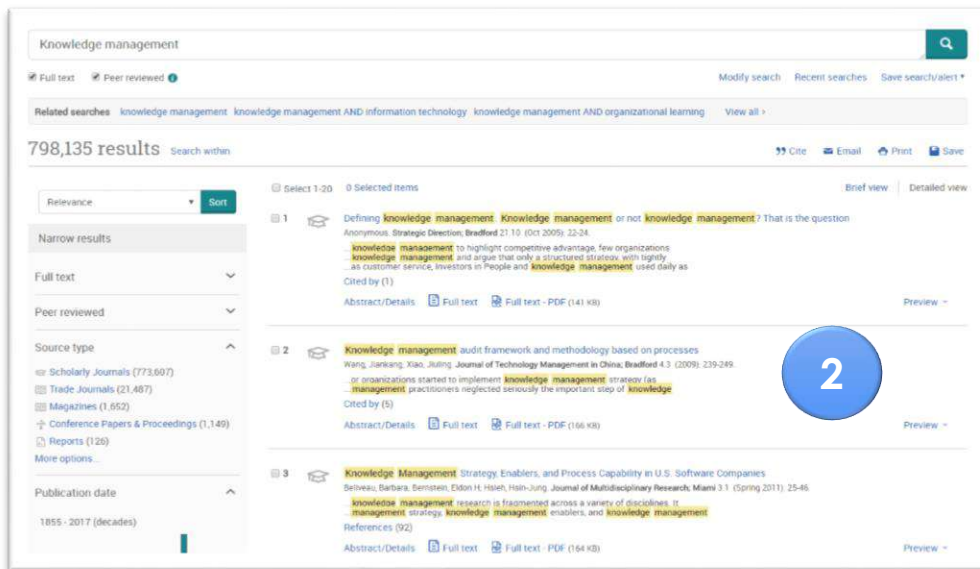 Knowledge management
Full text Peer reviewed
Modify search Recent searches Save search/alert
Related searches knowledge management knowledge management AND information technology knowledge management AND organizational learning View all >
798,135 results Search within
Cite Email Print Save
Select 1-20 0 Selected items Brief view Detailed view
Relevance Sort
Narrow results
Full text
Peer reviewed
Source type
Scholarly Journals (773,607)
Trade Journals (21,487)
Magazines (1,652)
Conference Papers & Proceedings (1,149)
Reports (126)
More options...
Publication date
1855 - 2017 (decades)
1
Defining knowledge management Knowledge management or not knowledge management? That is the question
Anonymous. Strategic Direction; Bradford 21.10 (Oct 2005): 22-24.
...knowledge management to highlight competitive advantage, few organizations
...knowledge management and argue that only a structured strategy, with tightly
...as customer service, Investors in People and knowledge management used daily as
Cited by (1)
Abstract/Details Full text Full text - PDF (141 KB) Preview
2
Knowledge management audit framework and methodology based on processes
Wang, Jiankang; Xiao, Jiuling. Journal of Technology Management in China; Bradford 4.3 (2009): 239-249.
...or organizations started to implement knowledge management strategy (as
...management practitioners neglected seriously the important step of knowledge
Cited by (5)
Abstract/Details Full text Full text - PDF (166 KB) Preview
2
3
Knowledge Management Strategy, Enablers, and Process Capability in U.S. Software Companies
Beliveau, Barbara; Bernstein, Eldon H; Hsieh, Hsin-Jung. Journal of Multidisciplinary Research; Miami 3.1 (Spring 2011): 25-46.
...knowledge management research is fragmented across a variety of disciplines. It
...management strategy, knowledge management enablers, and knowledge management
References (92)
Abstract/Details Full text Full text - PDF (164 KB) Preview